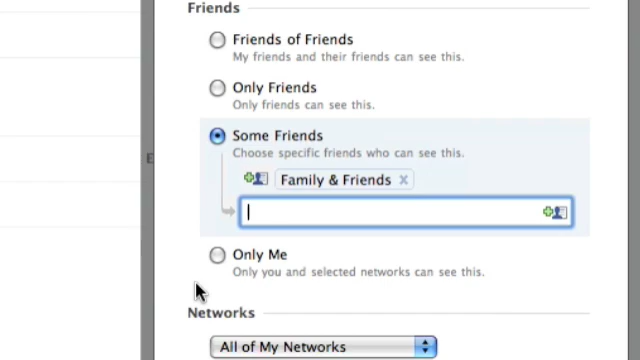 Friends
Friends of Friends
My friends and their friends can see this.
Only Friends
Only friends can see this.
Some Friends
Choose specific friends who can see this.
Family & Friends x
Only Me
Only you and selected networks can see this.
Networks
All of My Networks